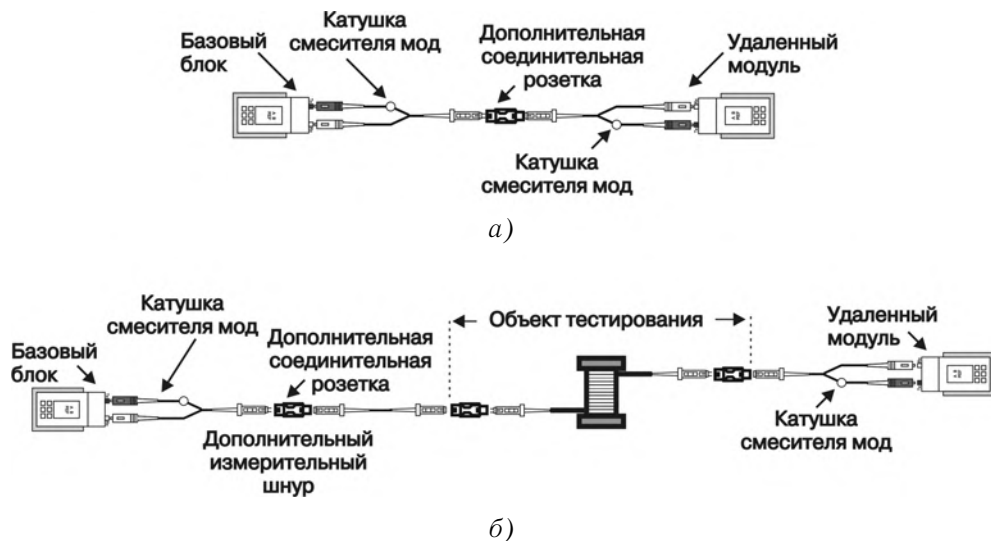 Катушка
смесителя мод
Базовый
блок
Дополнительная
соединительная
розетка
Удаленный
модуль
Катушка
смесителя мод
а)
Катушка
смесителя мод
Базовый
блок
Дополнительная
соединительная
розетка
Объект тестирования
Удаленный
модуль
Дополнительный
измерительный
шнур
Катушка
смесителя мод
б)